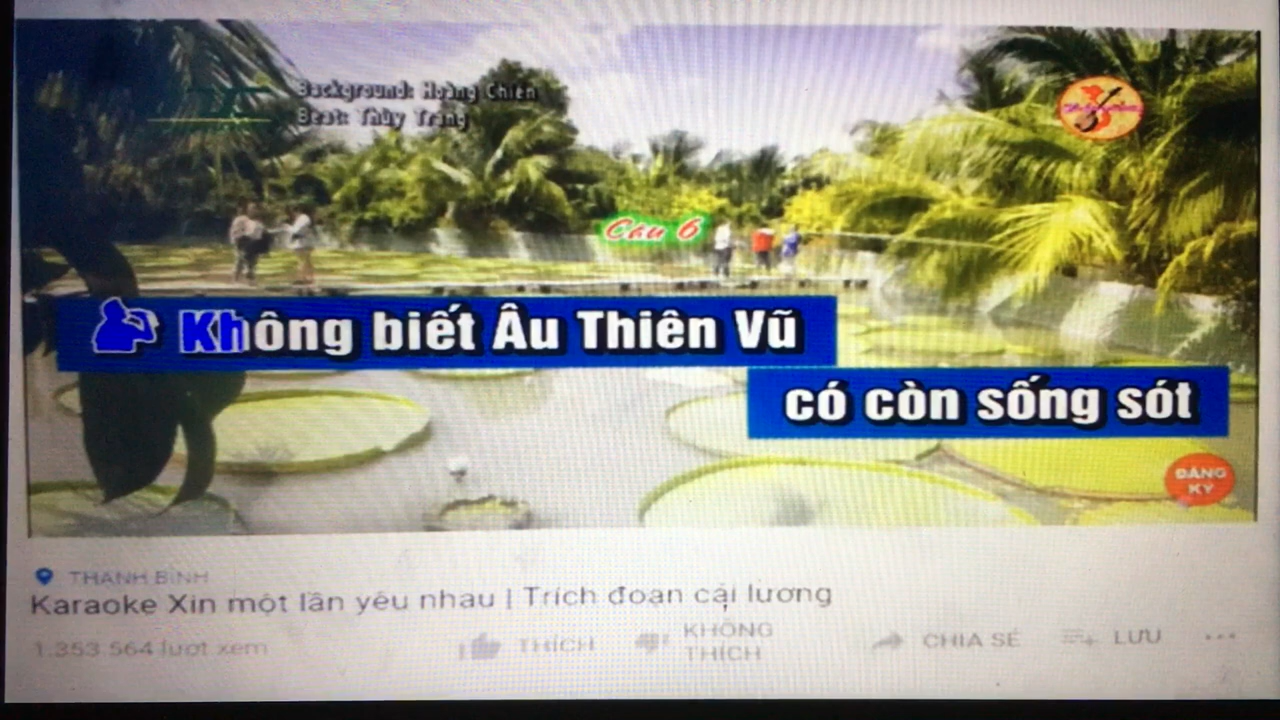 Background: Hoàng Chiến
Beat: Thùy Trang
Câu 6
Không biết Âu Thiên Vũ
có còn sống sót
ĐĂNG
KÝ
THANH BÌNH
Karaoke Xin một lần yêu nhau | Trích đoạn cải lương
1.353.564 lượt xem
THÍCH
KHÔNG
THÍCH
CHIA SẺ
LƯU